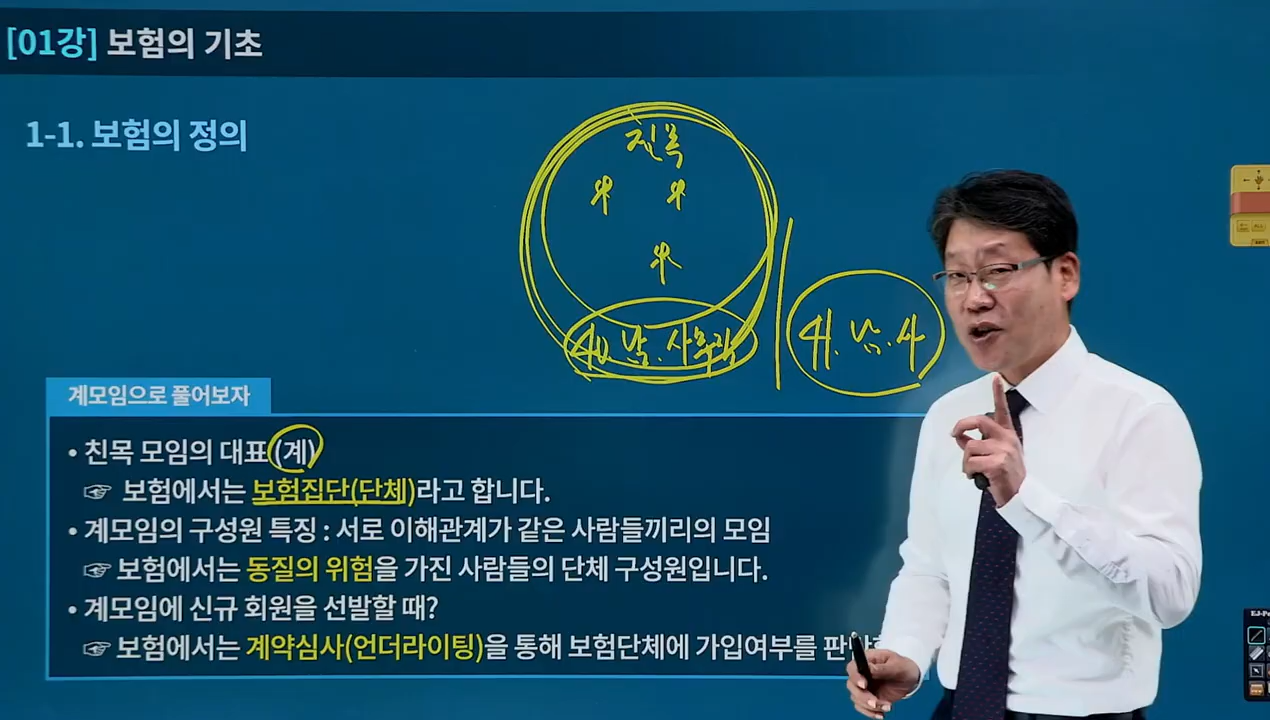 [01강] 보험의 기초
1-1. 보험의 정의
친목
40. 남. 사무직
41. 남. 사
계모임으로 풀어보자
• 친목 모임의 대표(계)
☞ 보험에서는 보험집단(단체)라고 합니다.
• 계모임의 구성원 특징 : 서로 이해관계가 같은 사람들끼리의 모임
☞ 보험에서는 동질의 위험을 가진 사람들의 단체 구성원입니다.
• 계모임에 신규 회원을 선발할 때?
☞ 보험에서는 계약심사(언더라이팅)을 통해 보험단체에 가입여부를